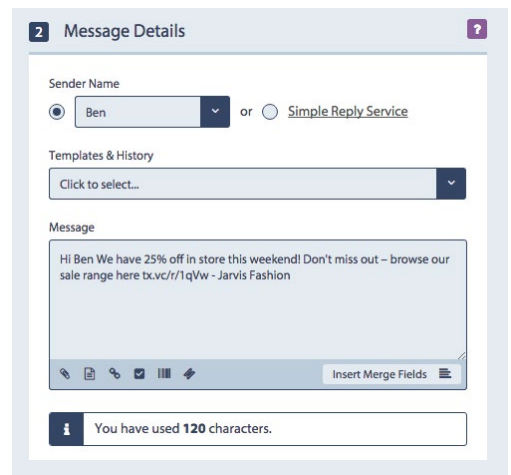 2 Message Details ?
Sender Name
Ben or Simple Reply Service
Templates & History
Click to select...
Message
Hi Ben We have 25% off in store this weekend! Don't miss out – browse our
sale range here tx.vc/r/1qVw - Jarvis Fashion
Insert Merge Fields
i You have used 120 characters.